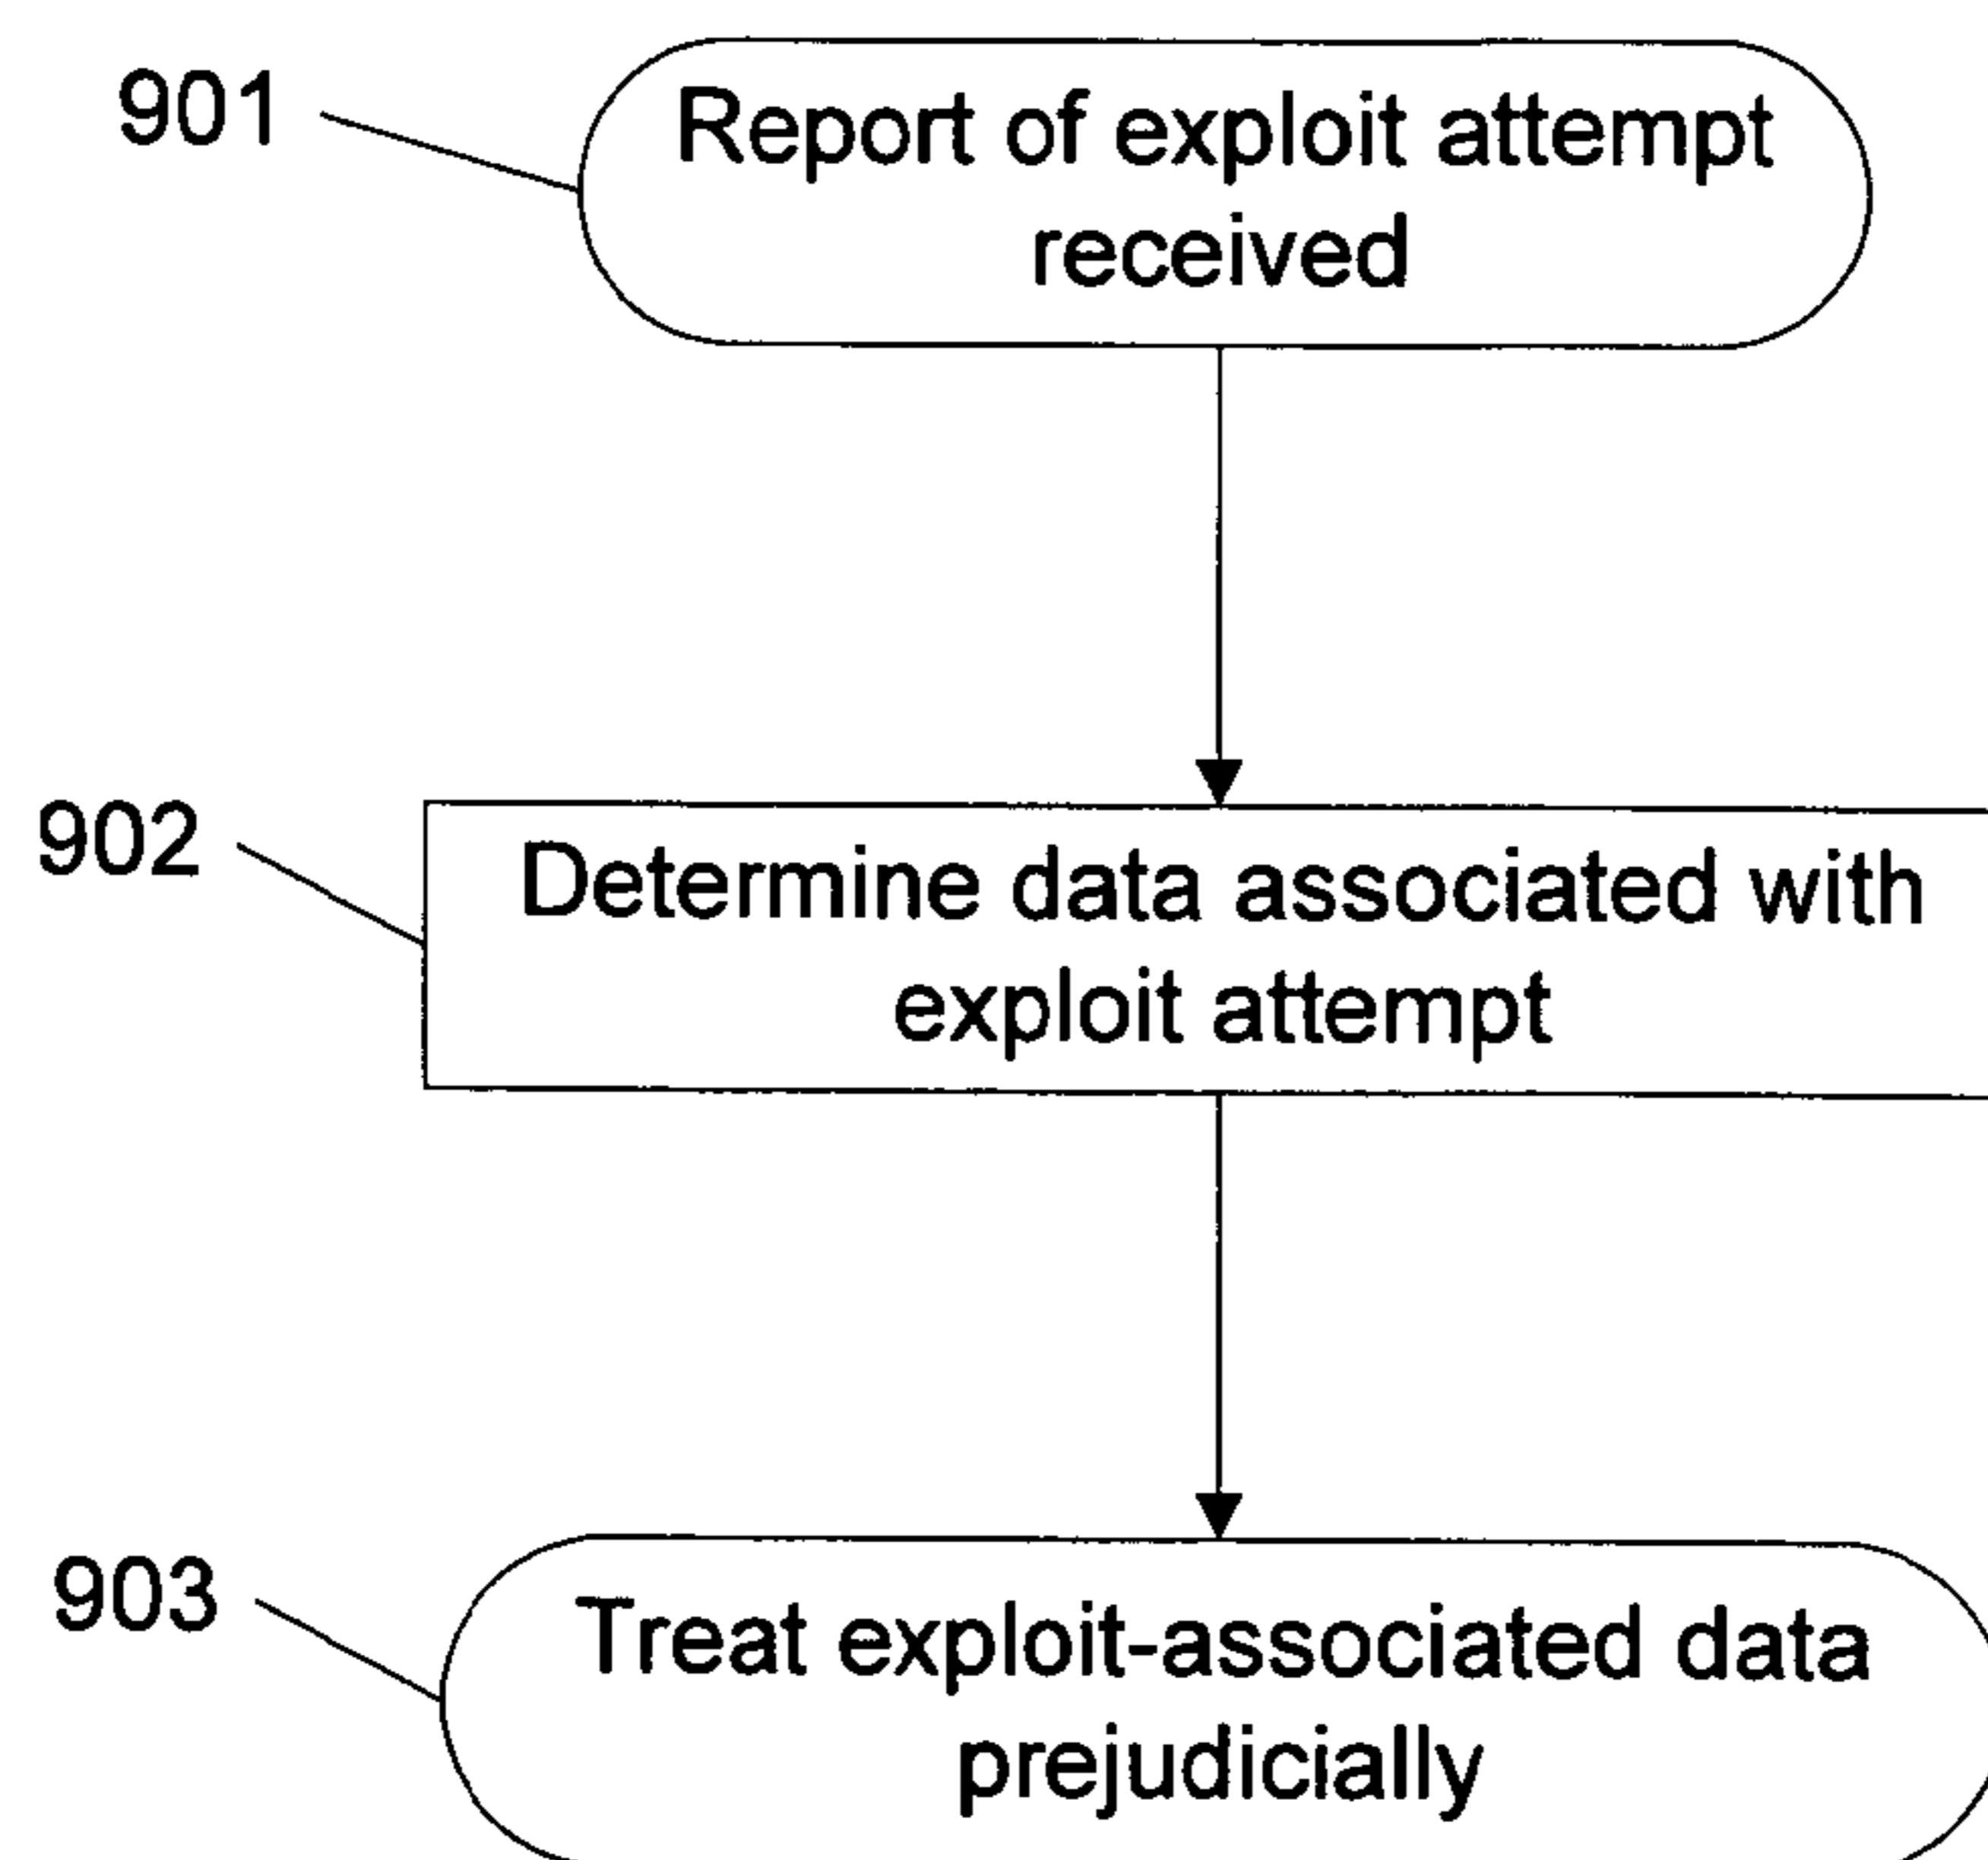 901
Report of exploit attempt
received
902
Determine data associated with
exploit attempt
903
Treat exploit-associated data
prejudicially